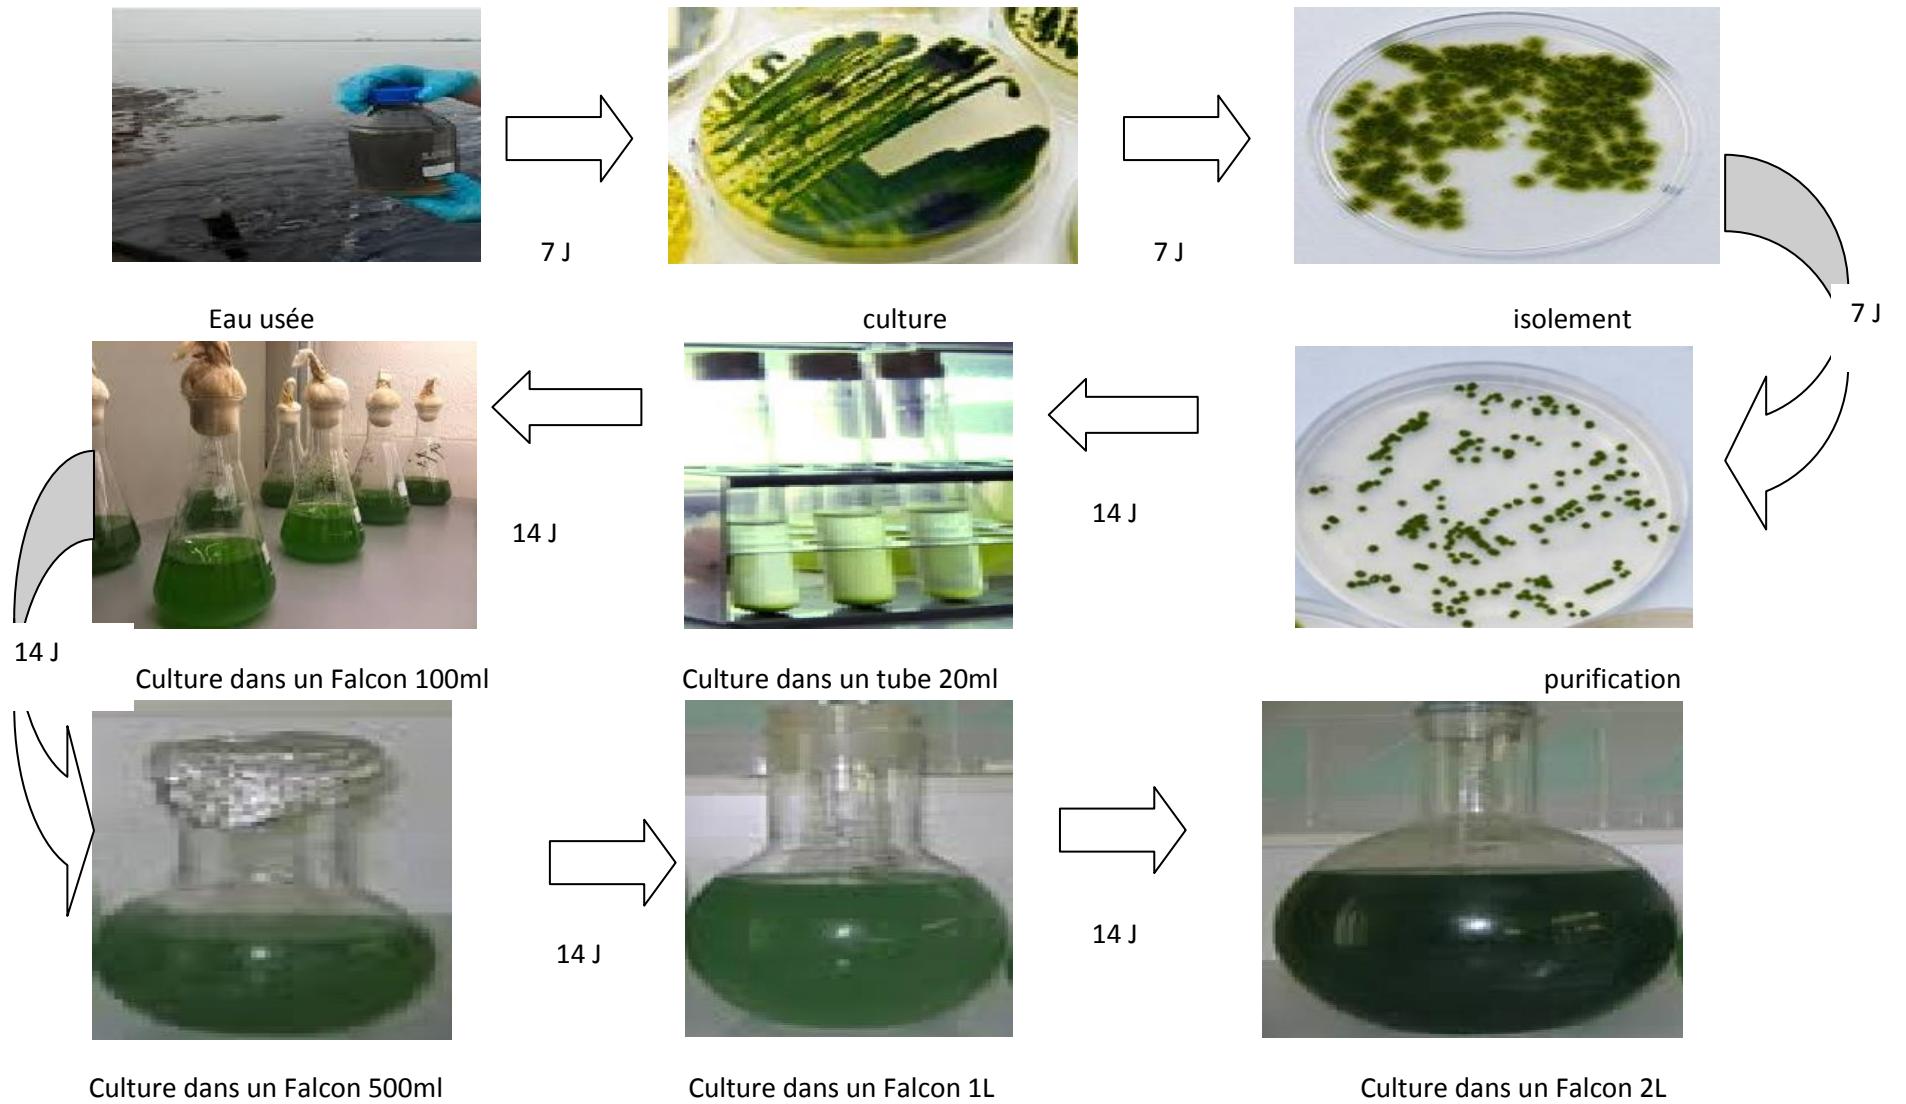 7 J
7 J
Eau usée
culture
isolement
7 J
14 J
14 J
14 J
Culture dans un Falcon 100ml
Culture dans un tube 20ml
purification
14 J
14 J
Culture dans un Falcon 500ml
Culture dans un Falcon 1L
Culture dans un Falcon 2L